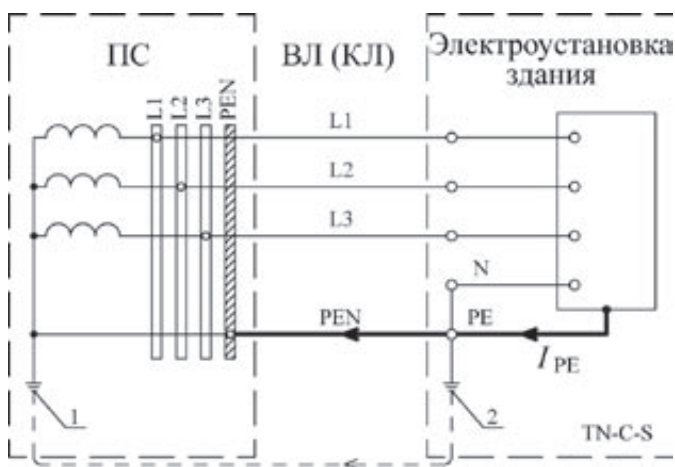 ПС
ВЛ (КЛ)
Электроустановка
здания
L1
L2
L3
PEN
L1
L2
L3
N
PEN
PE
I PE
1
2
TN-C-S